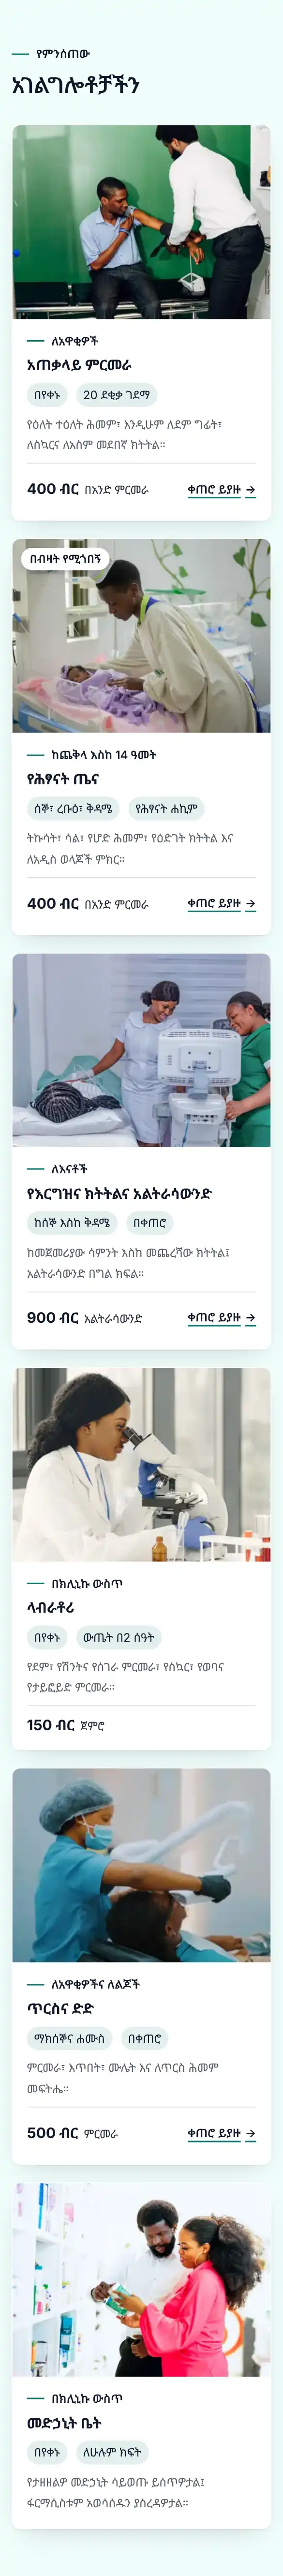 የምንሰጠው
አገልግሎቶቻችን
ለአዋቂዎች
አጠቃላይ ምርመራ
በየቀኑ
20 ደቂቃ ገደማ
የዕለት ተዕለት ሕመም፣ እንዲሁም ለደም ግፊት፣
ለስኳርና ለአስም መደበኛ ክትትል።
400 ብር በአንድ ምርመራ
ቀጠሮ ይያዙ →
በብዛት የሚጎበኝ
ከጨቅላ እስከ 14 ዓመት
የሕፃናት ጤና
ሰኞ፣ ረቡዕ፣ ቅዳሜ
የሕፃናት ሐኪም
ትኩሳት፣ ሳል፣ የሆድ ሕመም፣ የዕድገት ክትትል እና
ለአዲስ ወላጆች ምክር።
400 ብር በአንድ ምርመራ
ቀጠሮ ይያዙ →
ለእናቶች
የእርግዝና ክትትልና አልትራሳውንድ
ከሰኞ እስከ ቅዳሜ
በቀጠሮ
ከመጀመሪያው ሳምንት እስከ መጨረሻው ክትትል፤
አልትራሳውንድ በግል ክፍል።
900 ብር አልትራሳውንድ
ቀጠሮ ይያዙ →
በክሊኒኩ ውስጥ
ላብራቶሪ
በየቀኑ
ውጤት በ2 ሰዓት
የደም፣ የሽንትና የሰገራ ምርመራ፣ የስኳር፣ የወባና
የታይፎይድ ምርመራ።
150 ብር ጀምሮ
ለአዋቂዎችና ለልጆች
ጥርስና ድድ
ማክሰኞና ሐሙስ
በቀጠሮ
ምርመራ፣ እጥበት፣ ሙሌት እና ለጥርስ ሕመም
መፍትሔ።
500 ብር ምርመራ
ቀጠሮ ይያዙ →
በክሊኒኩ ውስጥ
መድኃኒት ቤት
በየቀኑ
ለሁሉም ክፍት
የታዘዘልዎ መድኃኒት ሳይወጡ ይሰጥዎታል፤
ፋርማሲስቱም አወሳሰዱን ያስረዳዎታል።